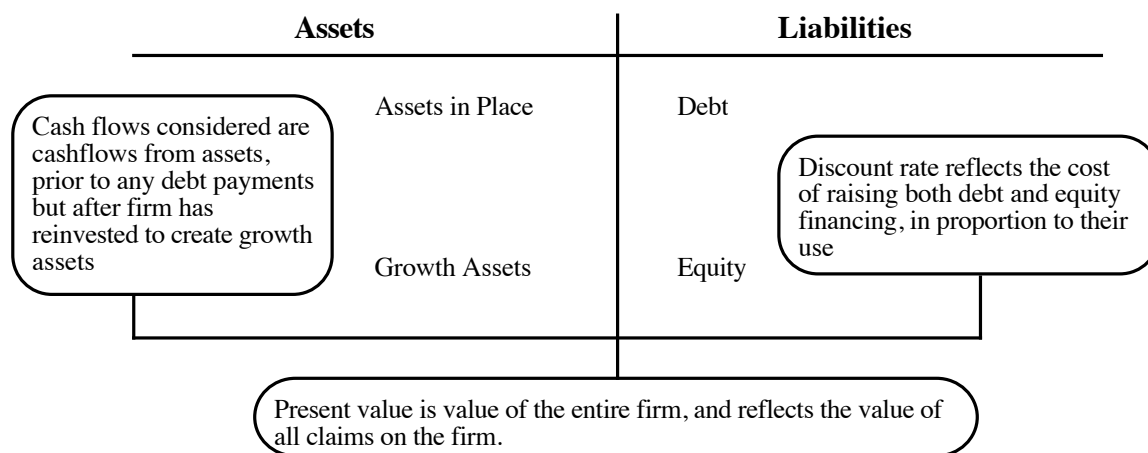 Assets
Liabilities
Assets in Place
Debt
Cash flows considered are
cashflows from assets,
prior to any debt payments
but after firm has
reinvested to create growth
assets
Discount rate reflects the cost
of raising both debt and equity
financing, in proportion to their
use
Growth Assets
Equity
Present value is value of the entire firm, and reflects the value of
all claims on the firm.